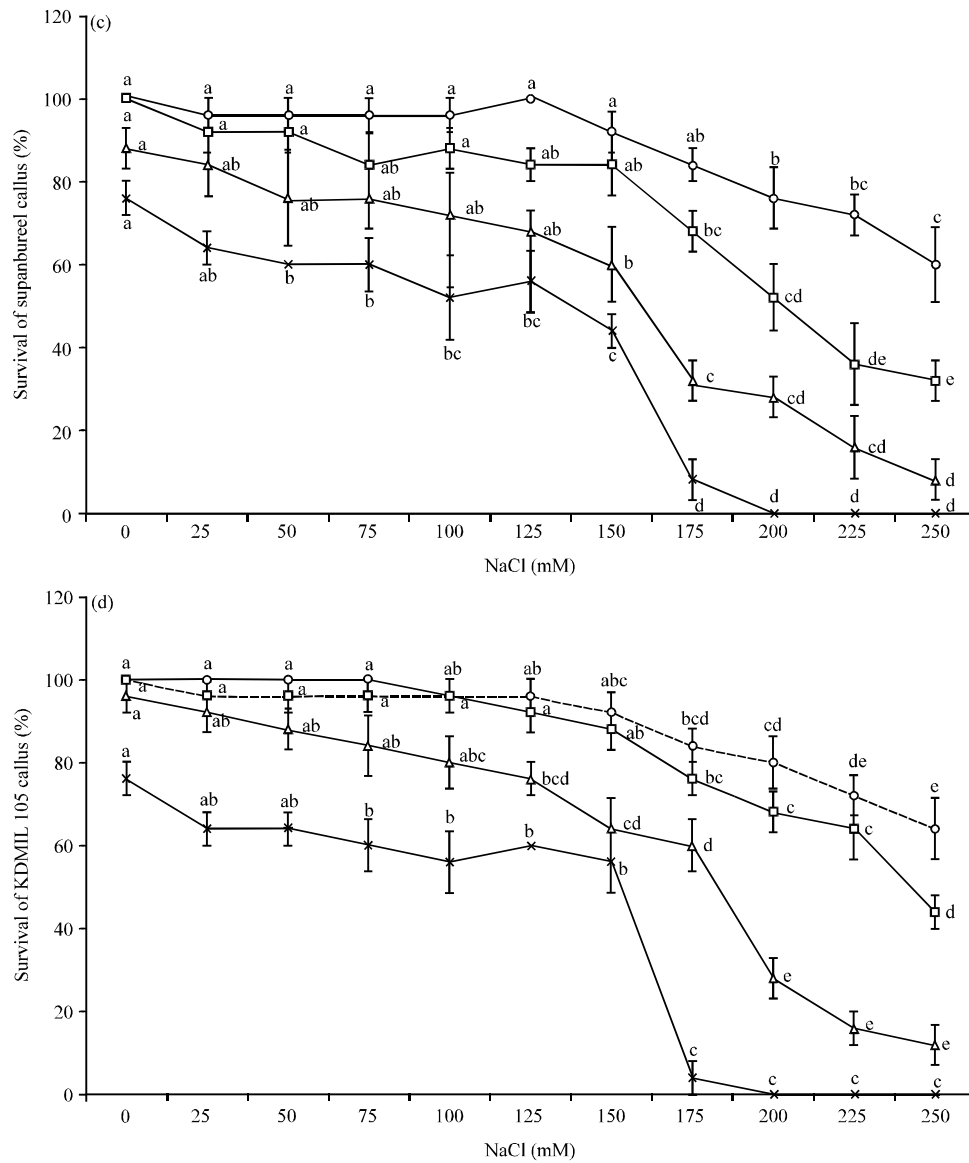 (c)
120
100
80
60
40
20
0
Survival of supanbureel callus (%)
a a a a a a a ab b bc c
a a a ab a ab ab bc cd de e
a ab ab ab ab ab b c cd cd d
a ab b b bc bc c d d d d
0 25 50 75 100 125 150 175 200 225 250
NaCl (mM)
(d)
120
100
80
60
40
20
0
Survival of KDMIL 105 callus (%)
a a a a ab ab abc bcd cd de e
a a a a a a ab bc c c d
a ab ab ab abc bcd cd d e e e
a ab ab b b b b c c c c
0 25 50 75 100 125 150 175 200 225 250
NaCl (mM)